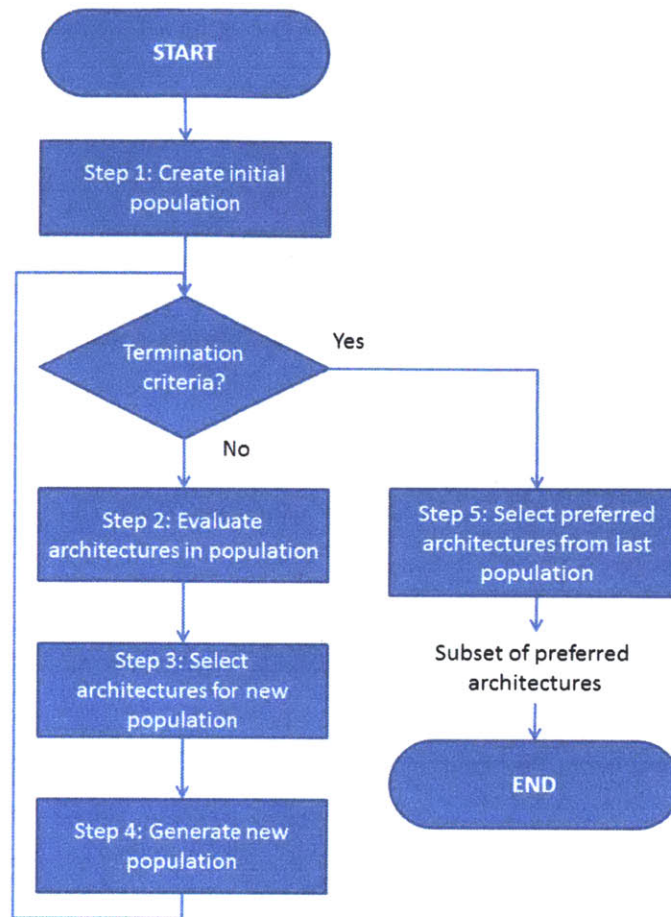 START
Step 1: Create initial
population
Termination
criteria?
Yes
No
Step 2: Evaluate
architectures in population
Step 3: Select
architectures for new
population
Step 4: Generate new
population
Step 5: Select preferred
architectures from last
population
Subset of preferred
architectures
END